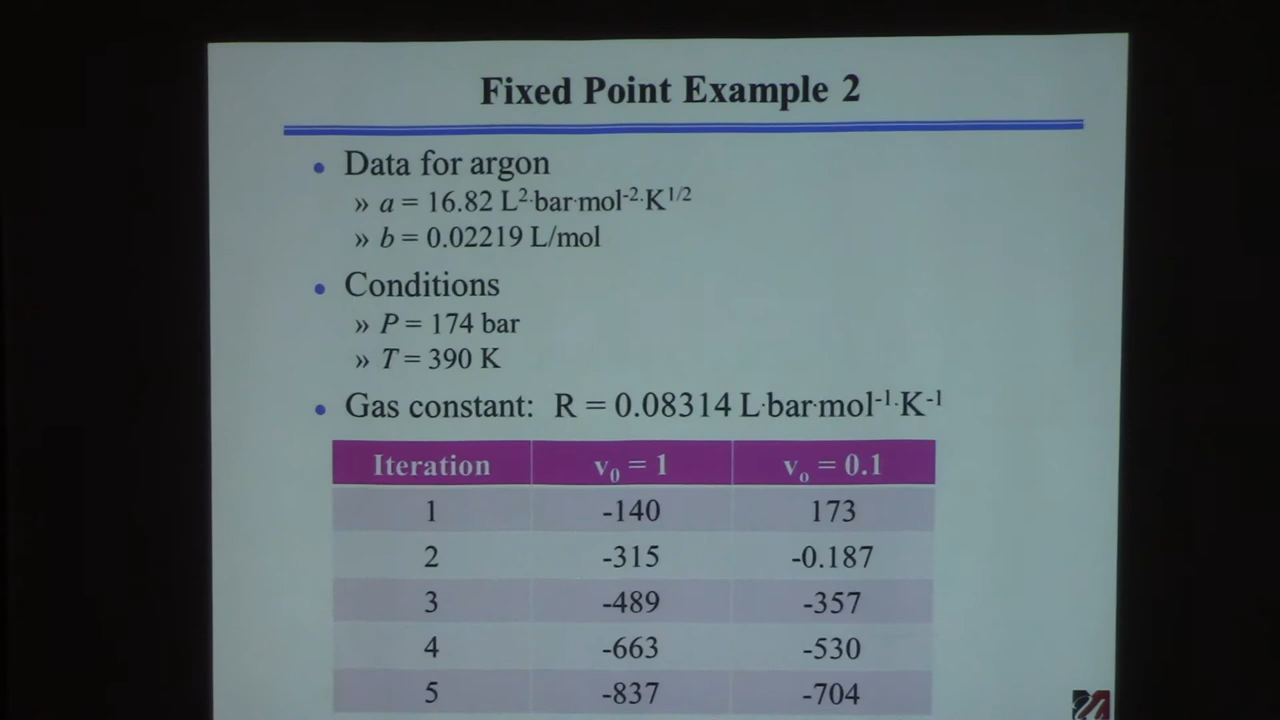 Fixed Point Example 2
• Data for argon
» a = 16.82 L²·bar·mol⁻²·K¹/²
» b = 0.02219 L/mol
• Conditions
» P = 174 bar
» T = 390 K
• Gas constant: R = 0.08314 L·bar·mol⁻¹·K⁻¹
Iteration v₀ = 1 vₒ = 0.1
1 -140 173
2 -315 -0.187
3 -489 -357
4 -663 -530
5 -837 -704